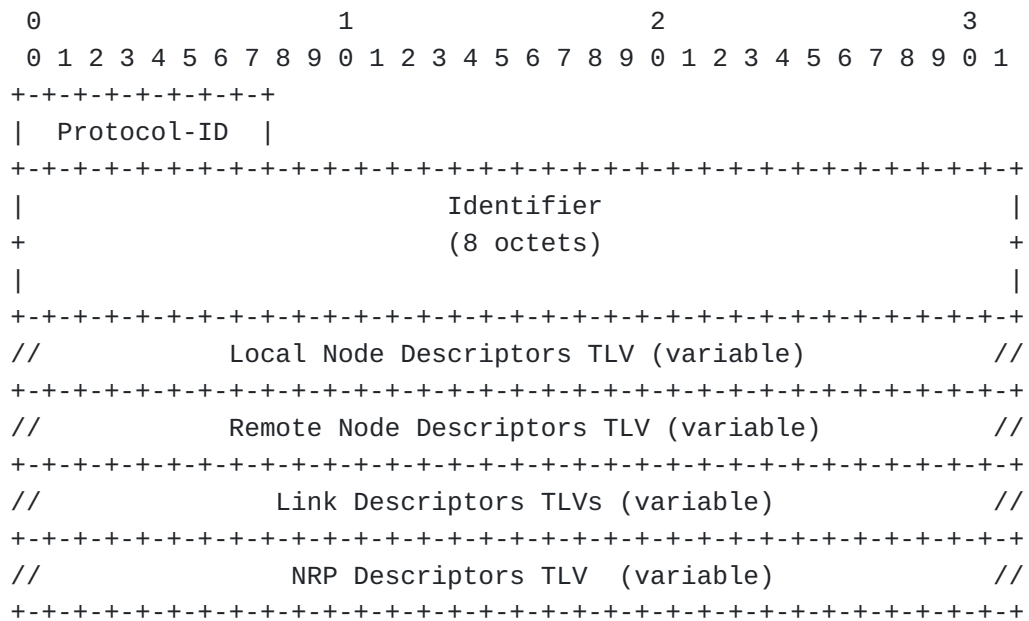 0                   1                   2                   3
 0 1 2 3 4 5 6 7 8 9 0 1 2 3 4 5 6 7 8 9 0 1 2 3 4 5 6 7 8 9 0 1
+-+-+-+-+-+-+-+-+
|  Protocol-ID  |
+-+-+-+-+-+-+-+-+-+-+-+-+-+-+-+-+-+-+-+-+-+-+-+-+-+-+-+-+-+-+-+-+
|                           Identifier                          |
+                           (8 octets)                          +
|                                                               |
+-+-+-+-+-+-+-+-+-+-+-+-+-+-+-+-+-+-+-+-+-+-+-+-+-+-+-+-+-+-+-+-+
//            Local Node Descriptors TLV (variable)            //
+-+-+-+-+-+-+-+-+-+-+-+-+-+-+-+-+-+-+-+-+-+-+-+-+-+-+-+-+-+-+-+-+
//            Remote Node Descriptors TLV (variable)           //
+-+-+-+-+-+-+-+-+-+-+-+-+-+-+-+-+-+-+-+-+-+-+-+-+-+-+-+-+-+-+-+-+
//               Link Descriptors TLVs (variable)              //
+-+-+-+-+-+-+-+-+-+-+-+-+-+-+-+-+-+-+-+-+-+-+-+-+-+-+-+-+-+-+-+-+
//                NRP Descriptors TLV  (variable)              //
+-+-+-+-+-+-+-+-+-+-+-+-+-+-+-+-+-+-+-+-+-+-+-+-+-+-+-+-+-+-+-+-+